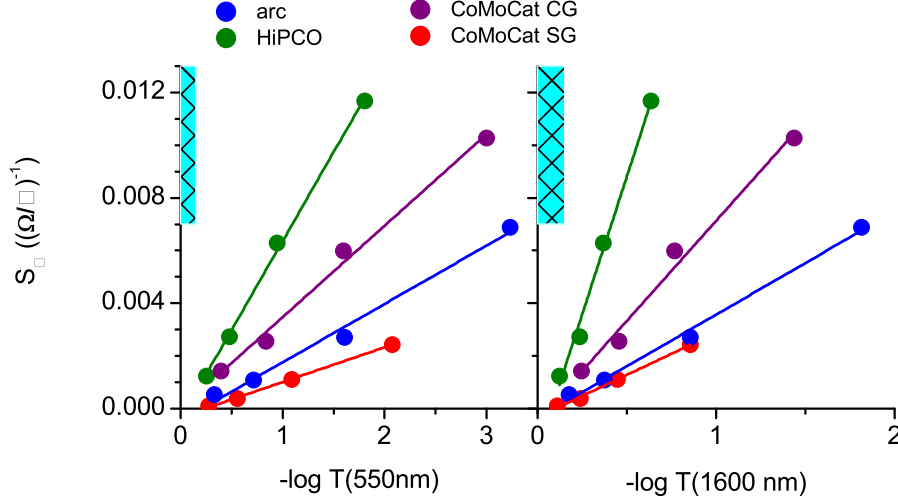 arc
HiPCO
CoMoCat CG
CoMoCat SG
S□ ((Ω/□)-1)
0.012
0.008
0.004
0.000
0 1 2 3
0 1 2
-log T(550nm)
-log T(1600 nm)